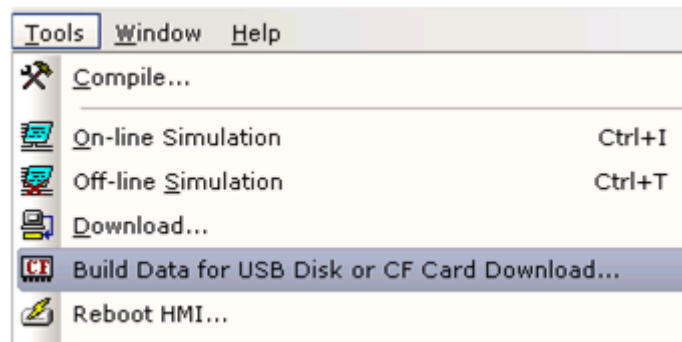 Tools Window Help
Compile...
On-line Simulation Ctrl+I
Off-line Simulation Ctrl+T
Download...
CF Build Data for USB Disk or CF Card Download...
Reboot HMI...